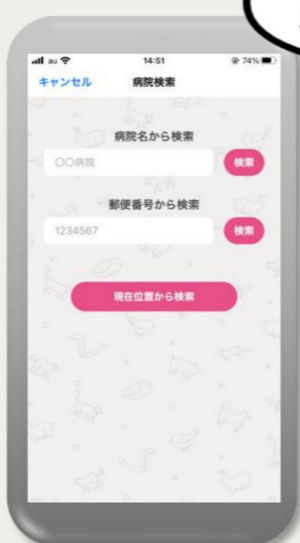 au 14:51 74%
キャンセル 病院検索
病院名から検索
〇〇病院 検索
郵便番号から検索
1234567 検索
現在位置から検索